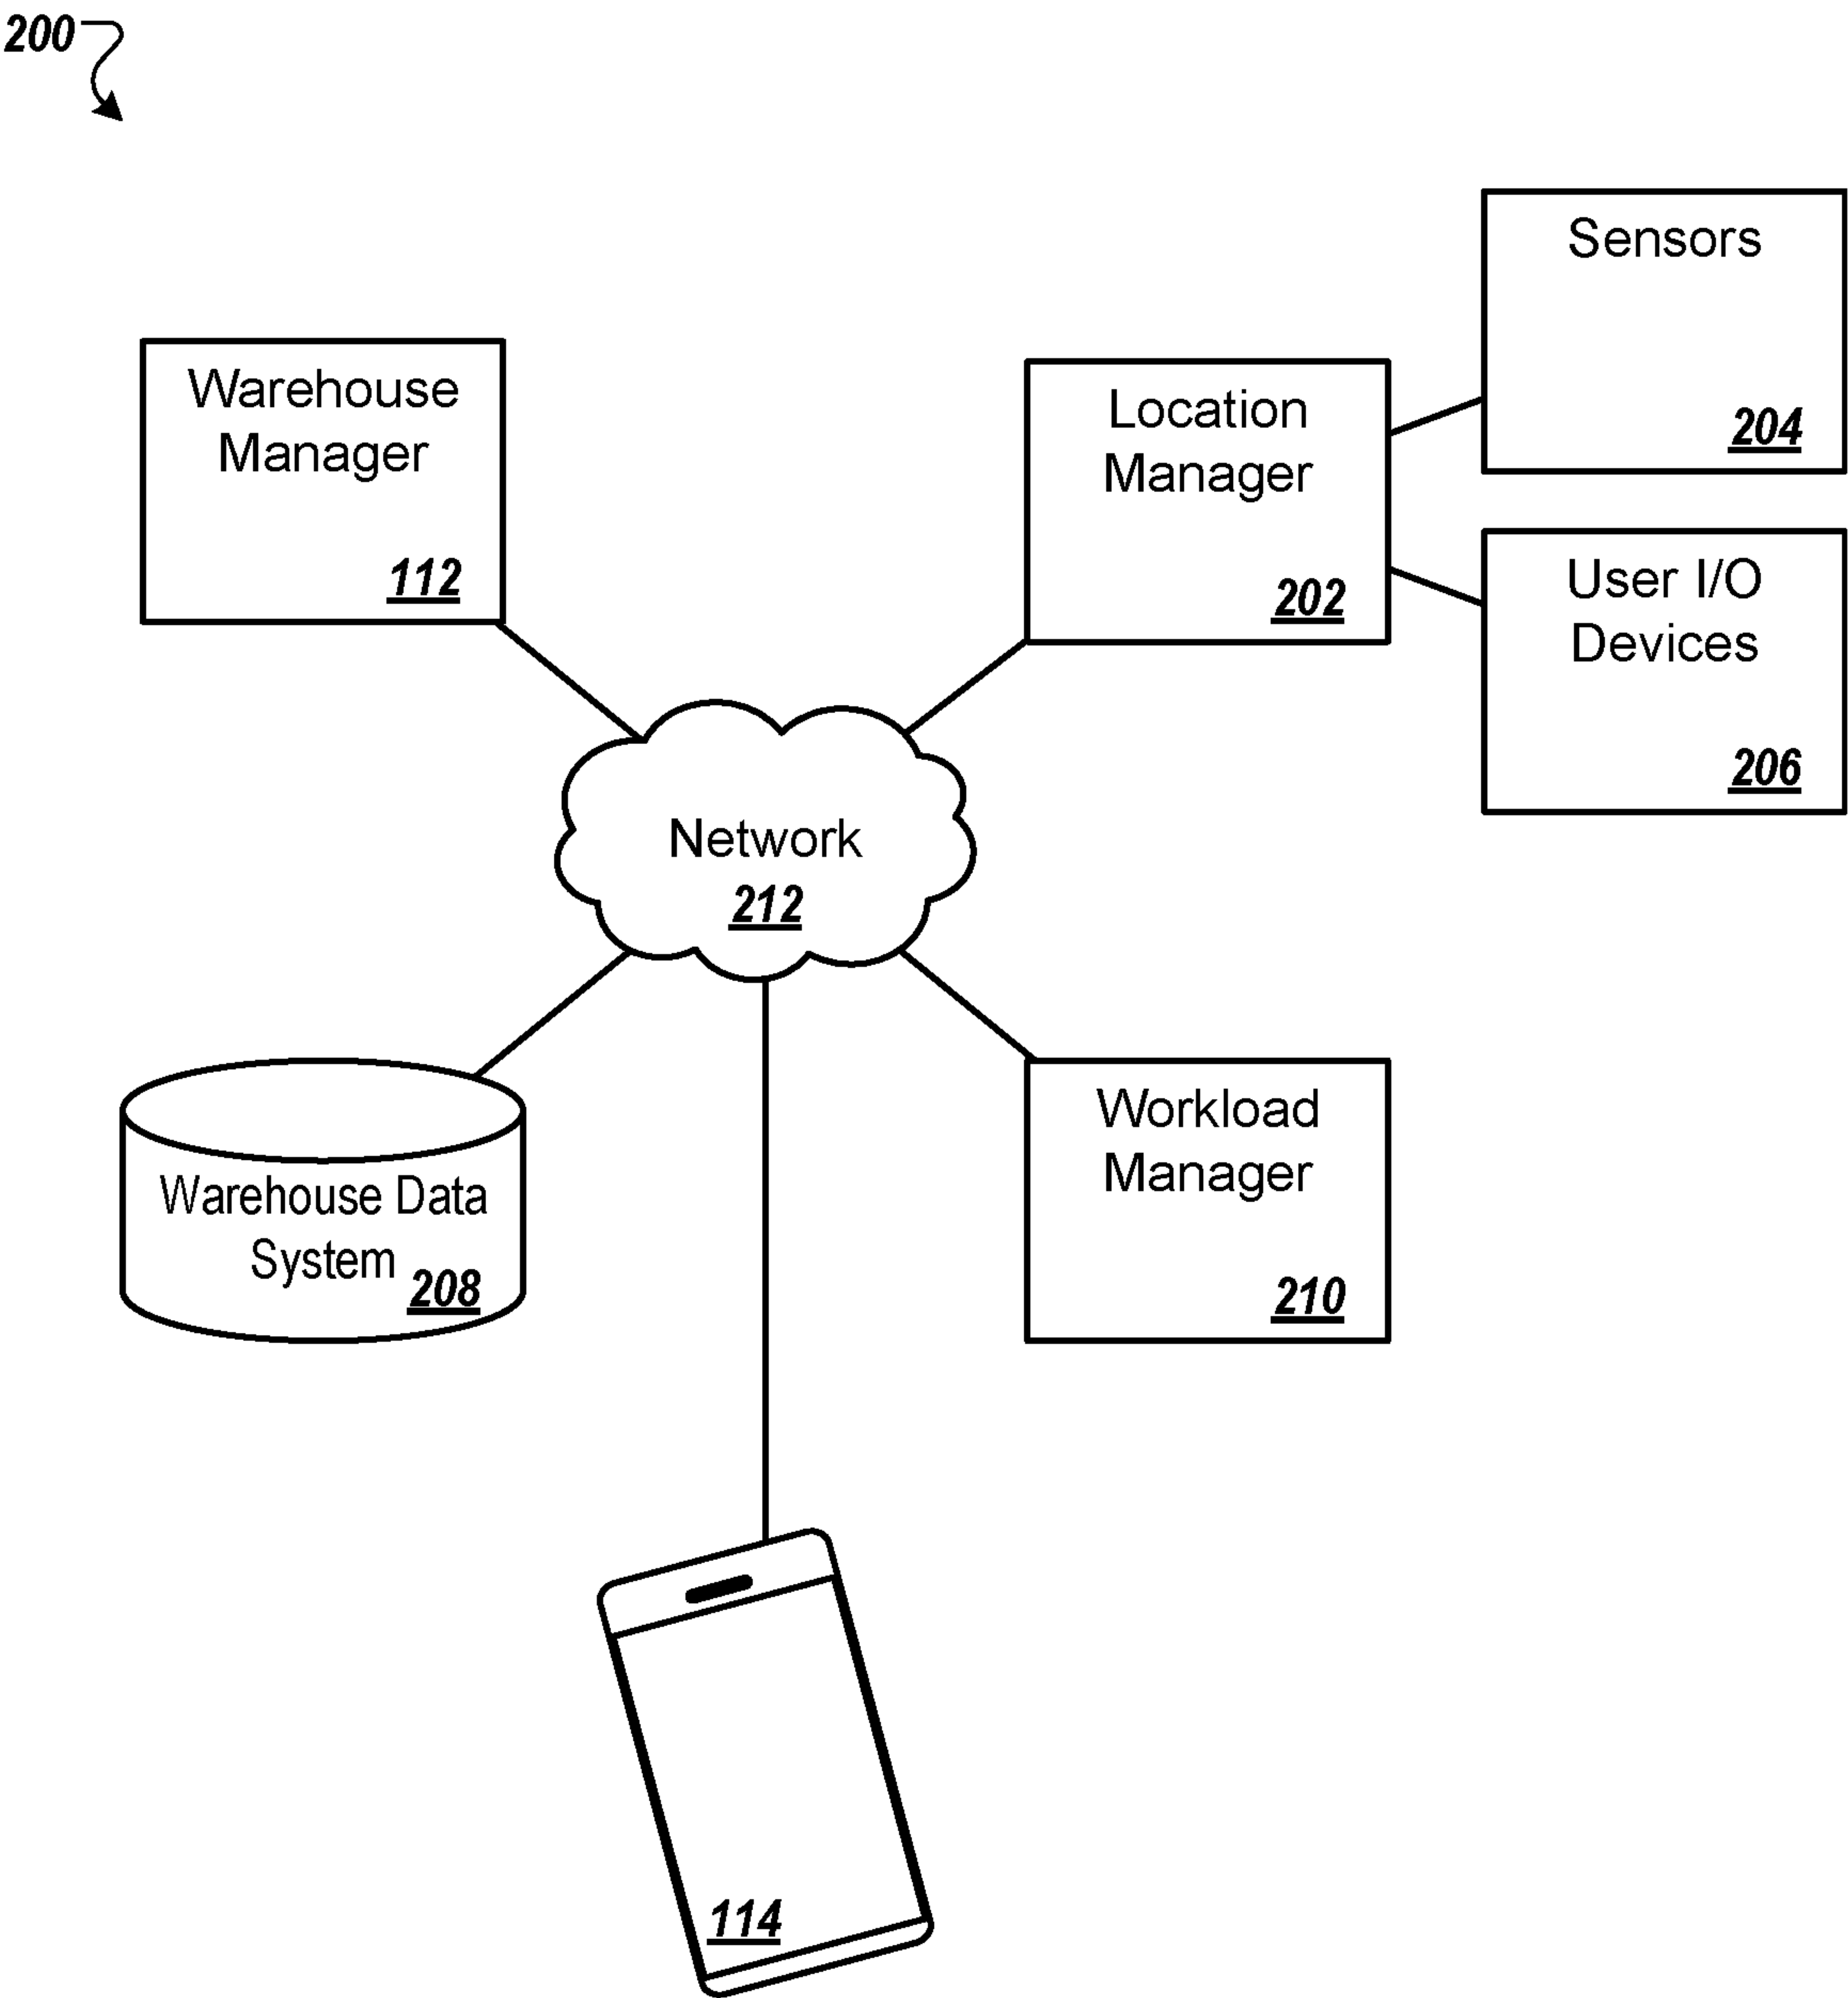 200
Sensors
204
Warehouse
Manager
112
Location
Manager
202
User I/O
Devices
206
Network
212
Warehouse Data
System 208
Workload
Manager
210
114